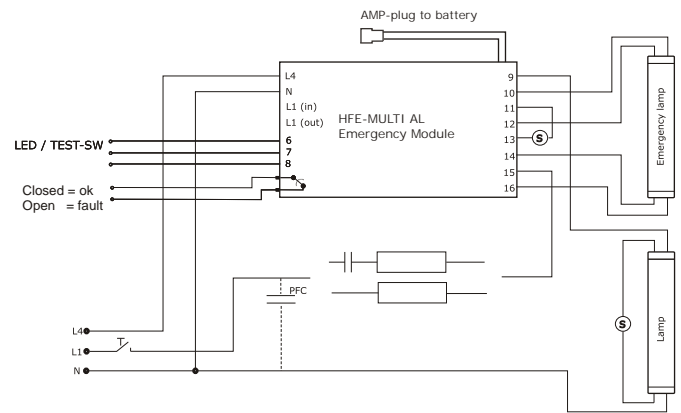 AMP-plug to battery
L4
N
L1 (in)
L1 (out)
6
7
8
HFE-MULTI AL
Emergency Module
9
10
11
12
13
14
15
16
S
Emergency lamp
LED / TEST-SW
Closed = ok
Open = fault
PFC
S
Lamp
L4
L1
N